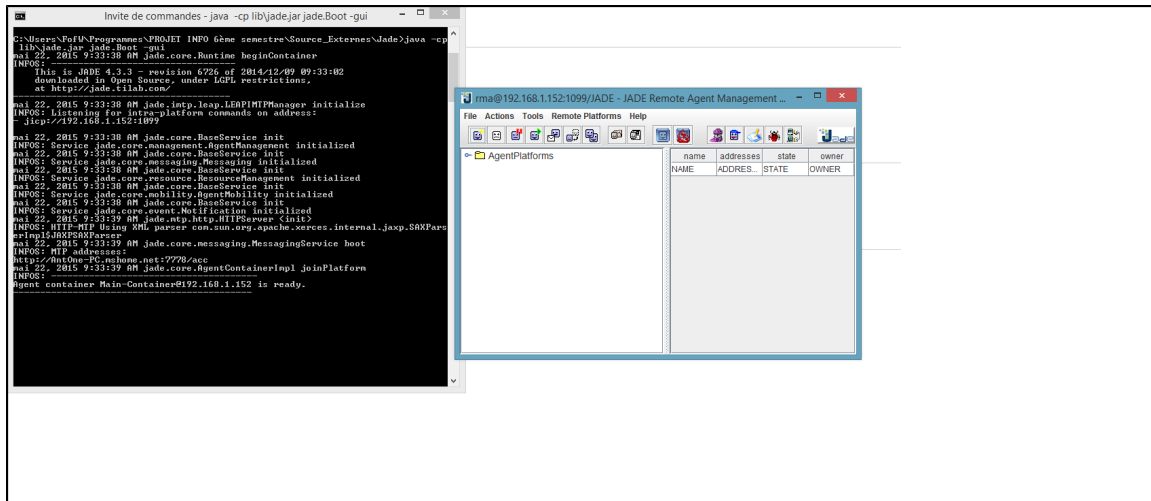 Invite de commandes - java -cp lib\jade.jar jade.Boot -gui
C:\Users\FofW\Programmes\PROJET INFO 6ème semestre\Source_Externes\Jade>java -cp
lib\jade.jar jade.Boot -gui
mai 22, 2015 9:33:38 AM jade.core.Runtime beginContainer
INFOS: ----------------------------------
This is JADE 4.3.3 - revision 6726 of 2014/12/09 09:33:02
downloaded in Open Source, under LGPL restrictions,
at http://jade.tilab.com/
----------------------------------------
mai 22, 2015 9:33:38 AM jade.imtp.leap.LEAPIMTPManager initialize
INFOS: Listening for intra-platform commands on address:
- jicp://192.168.1.152:1099
mai 22, 2015 9:33:38 AM jade.core.BaseService init
INFOS: Service jade.core.management.AgentManagement initialized
mai 22, 2015 9:33:38 AM jade.core.BaseService init
INFOS: Service jade.core.messaging.Messaging initialized
mai 22, 2015 9:33:38 AM jade.core.BaseService init
INFOS: Service jade.core.resource.ResourceManagement initialized
mai 22, 2015 9:33:38 AM jade.core.BaseService init
INFOS: Service jade.core.mobility.AgentMobility initialized
mai 22, 2015 9:33:38 AM jade.core.BaseService init
INFOS: Service jade.core.event.Notification initialized
mai 22, 2015 9:33:39 AM jade.mtp.http.HTTPServer <init>
INFOS: HTTP-MTP Using XML parser com.sun.org.apache.xerces.internal.jaxp.SAXPars
erImpl$JAXPSAXParser
mai 22, 2015 9:33:39 AM jade.core.messaging.MessagingService boot
INFOS: MTP addresses:
http://AntOne-PC.mshome.net:7778/acc
mai 22, 2015 9:33:39 AM jade.core.AgentContainerImpl joinPlatform
INFOS: --------------------------------------
Agent container Main-Container@192.168.1.152 is ready.
--------------------------------------------
rma@192.168.1.152:1099/JADE - JADE Remote Agent Management ...
File Actions Tools Remote Platforms Help
AgentPlatforms
name addresses state owner
NAME ADDRES... STATE OWNER